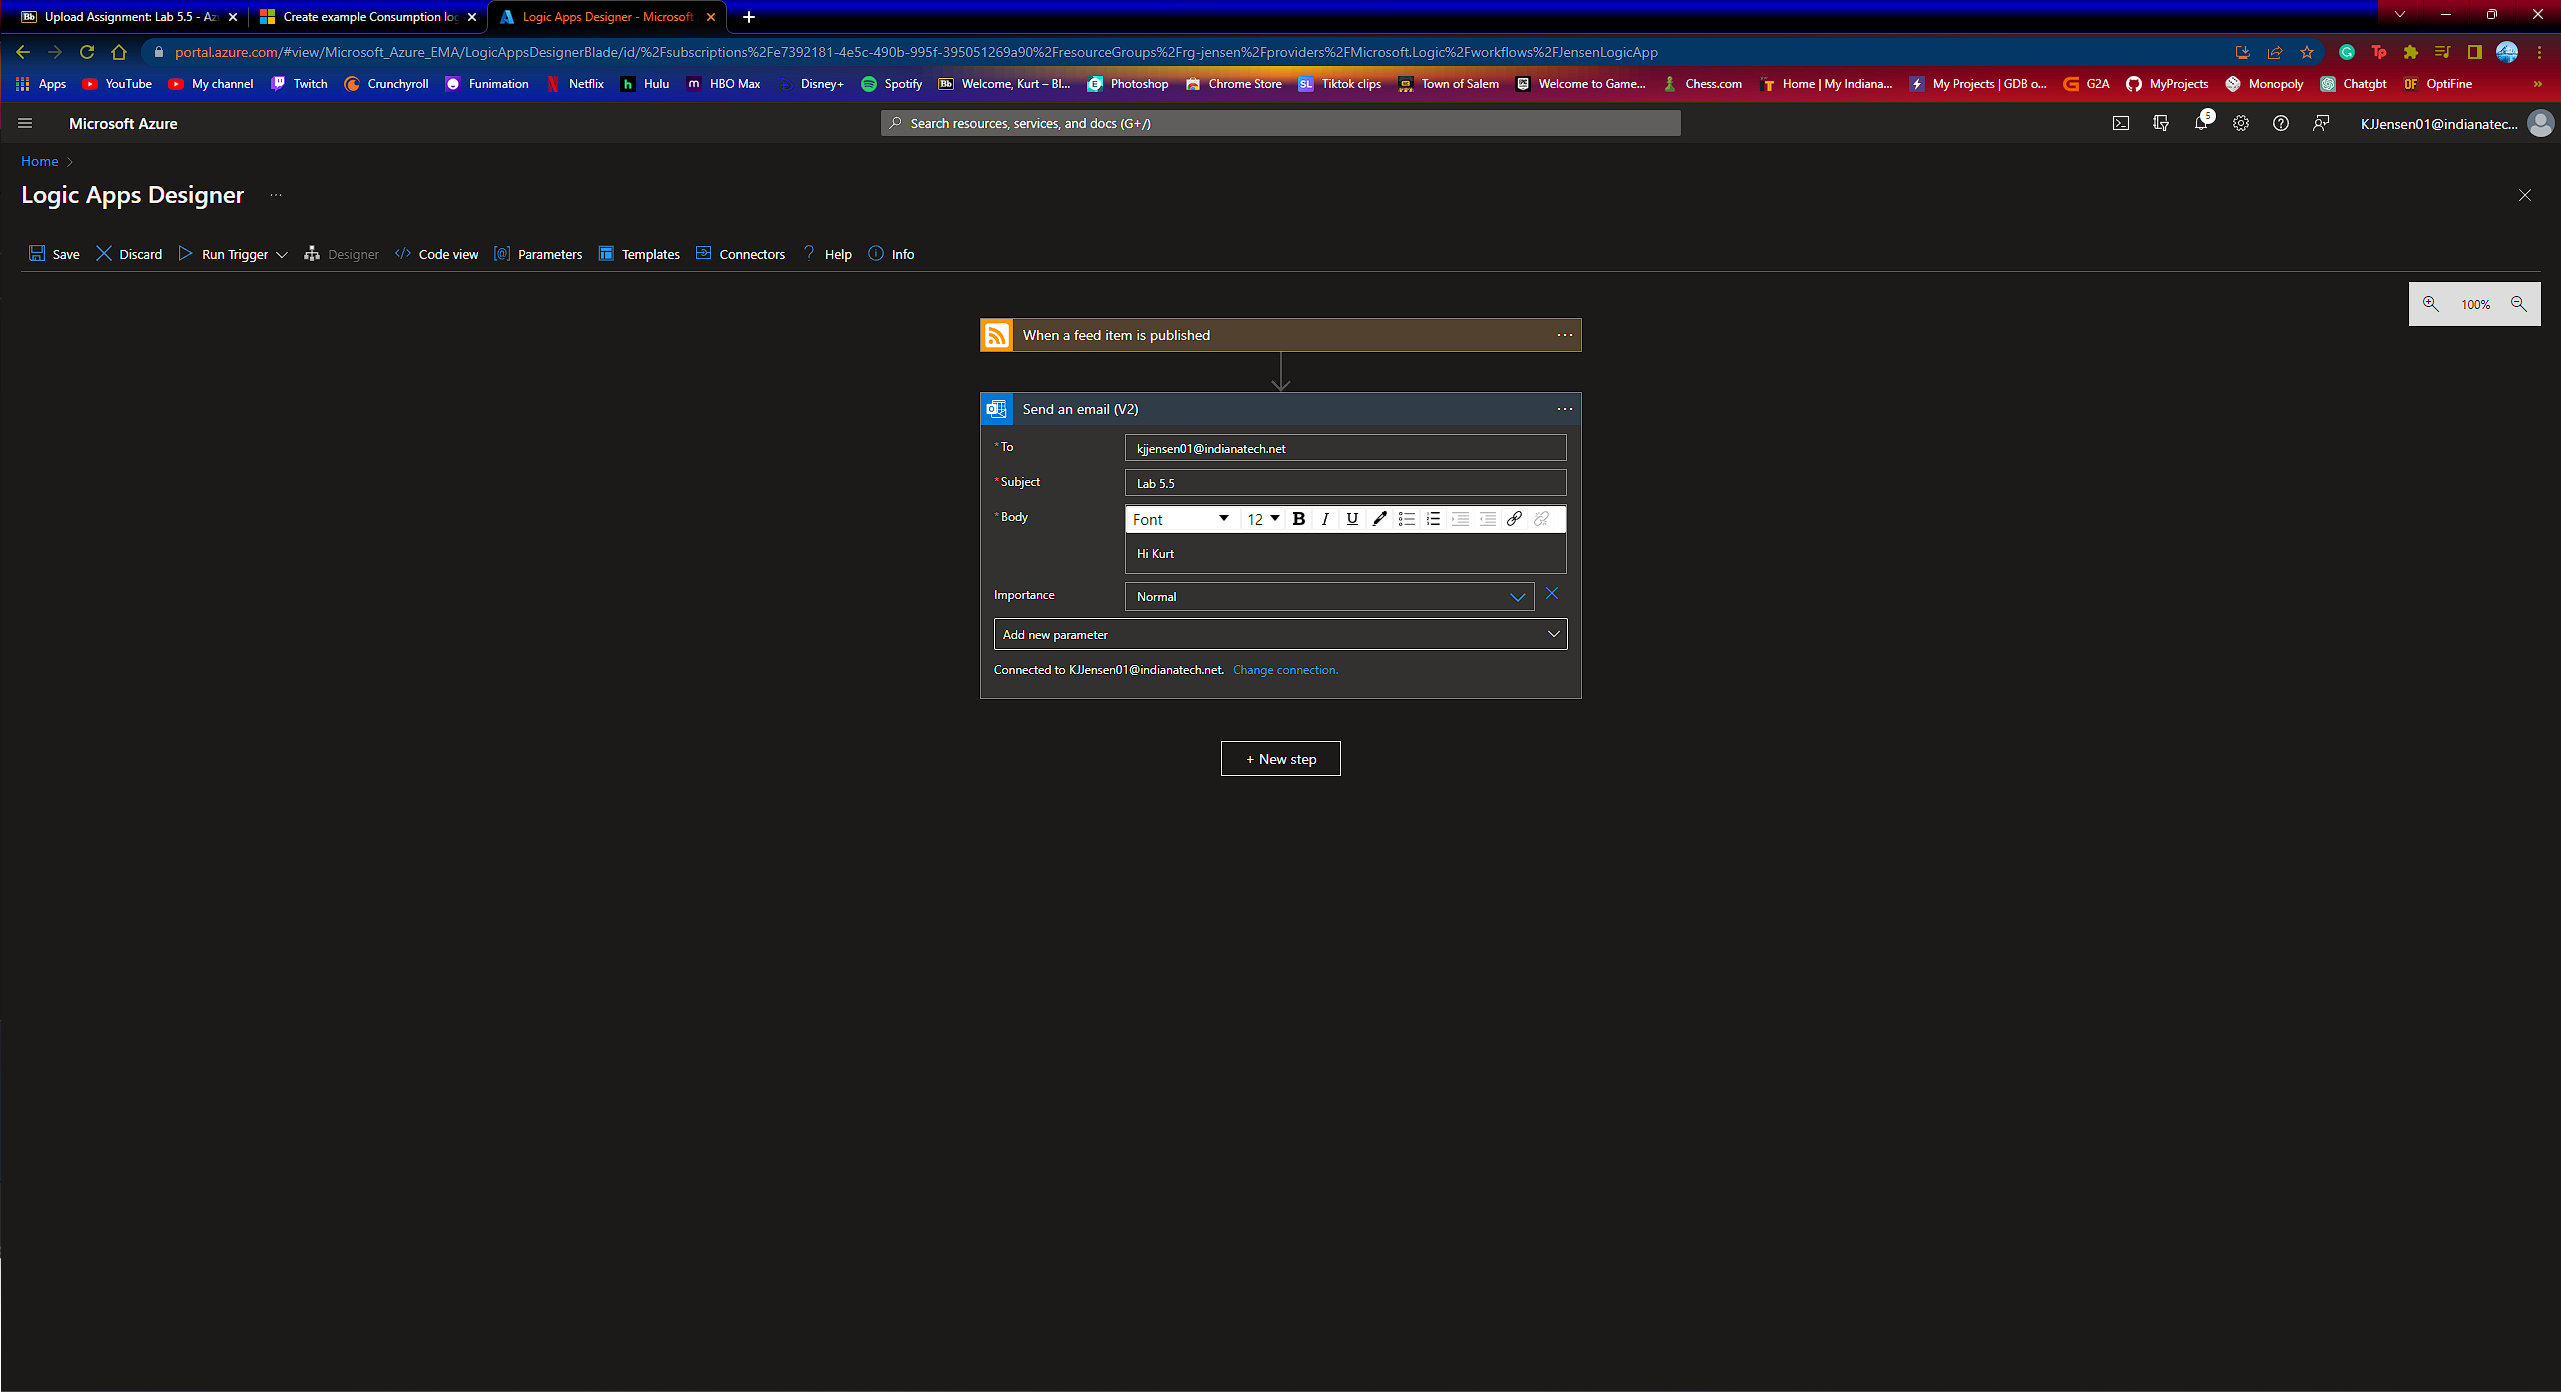 Upload Assignment: Lab 5.5 - Az
Create example Consumption lo
Logic Apps Designer - Microsoft
portal.azure.com/#view/Microsoft_Azure_EMA/LogicAppsDesignerBlade/id/%2Fsubscriptions%2Fe7392181-4e5c-490b-995f-395051269a90%2FresourceGroups%2Frg-jensen%2Fproviders%2FMicrosoft.Logic%2Fworkflows%2FJensenLogicApp
Apps YouTube My channel Twitch Crunchyroll Funimation Netflix Hulu HBO Max Disney+ Spotify Welcome, Kurt – Bl... Photoshop Chrome Store Tiktok clips Town of Salem Welcome to Game... Chess.com Home | My Indiana... My Projects | GDB o... G2A MyProjects Monopoly Chatgbt OptiFine
Microsoft Azure
Search resources, services, and docs (G+/)
5
KJJensen01@indianatec...
Home
Logic Apps Designer
Save Discard Run Trigger Designer Code view Parameters Templates Connectors Help Info
100%
When a feed item is published
Send an email (V2)
*To
kjjensen01@indianatech.net
*Subject
Lab 5.5
*Body
Font 12 B I U
Hi Kurt
Importance
Normal
Add new parameter
Connected to KJJensen01@indianatech.net. Change connection.
+ New step